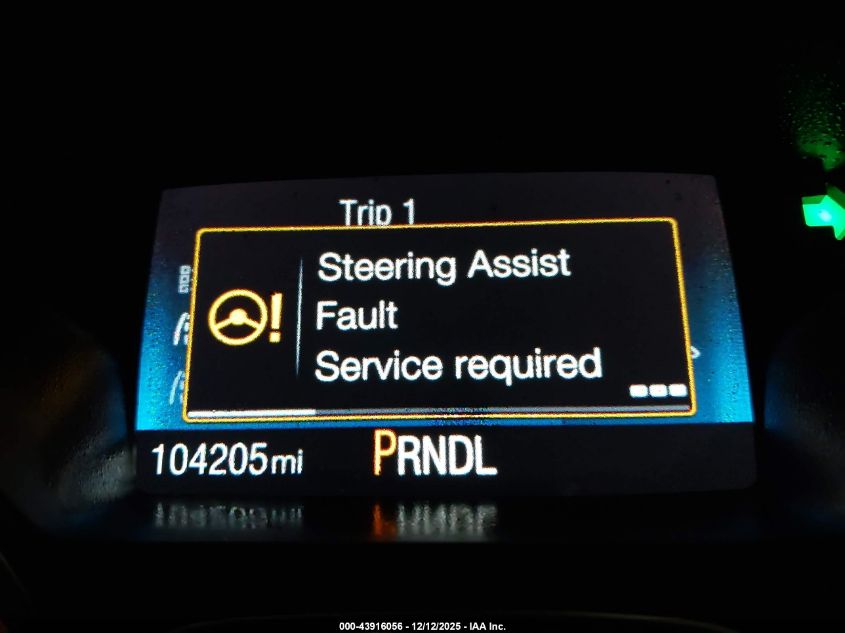 Trip 1
Steering Assist
Fault
Service required
104205mi PRNDL
000-43916056 - 12/12/2025 - IAA Inc.